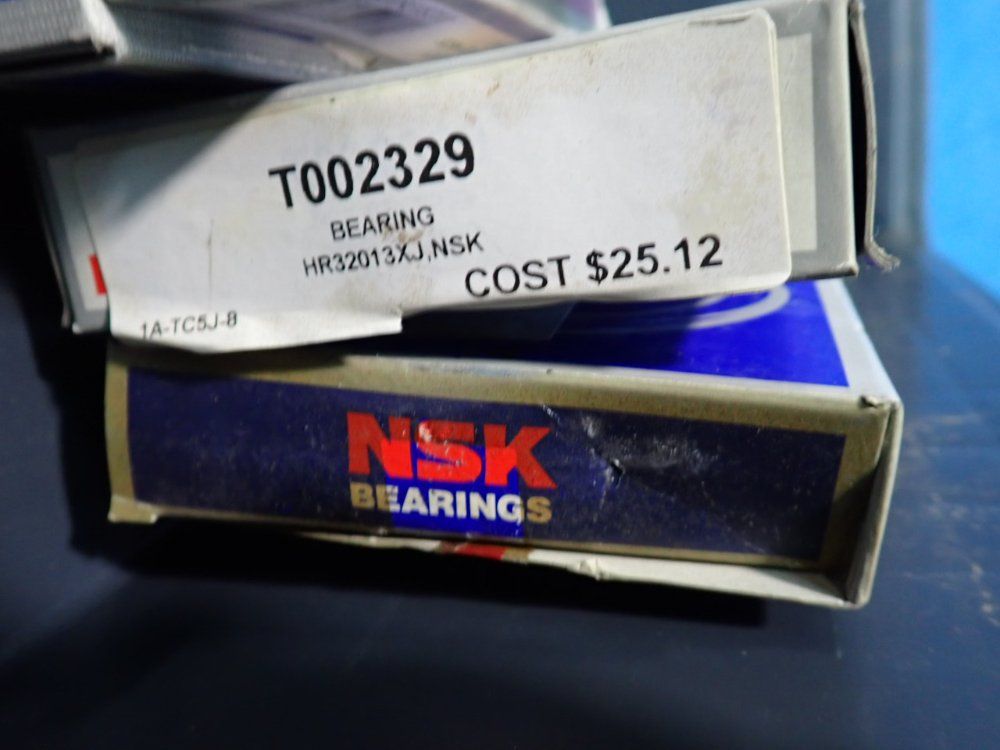 T002329
BEARING
HR32013XJ,NSK
COST $25.12
1A-TC5J-8
NSK
BEARINGS